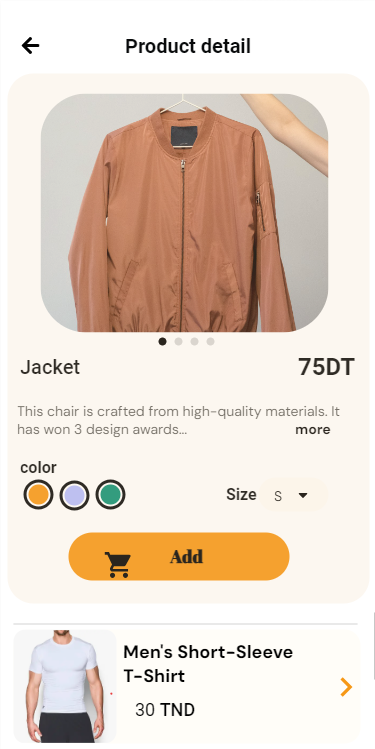 Product detail
Jacket
75DT
This chair is crafted from high-quality materials. It
has won 3 design awards...
more
color
Size
S
Add
Men's Short-Sleeve
T-Shirt
30 TND